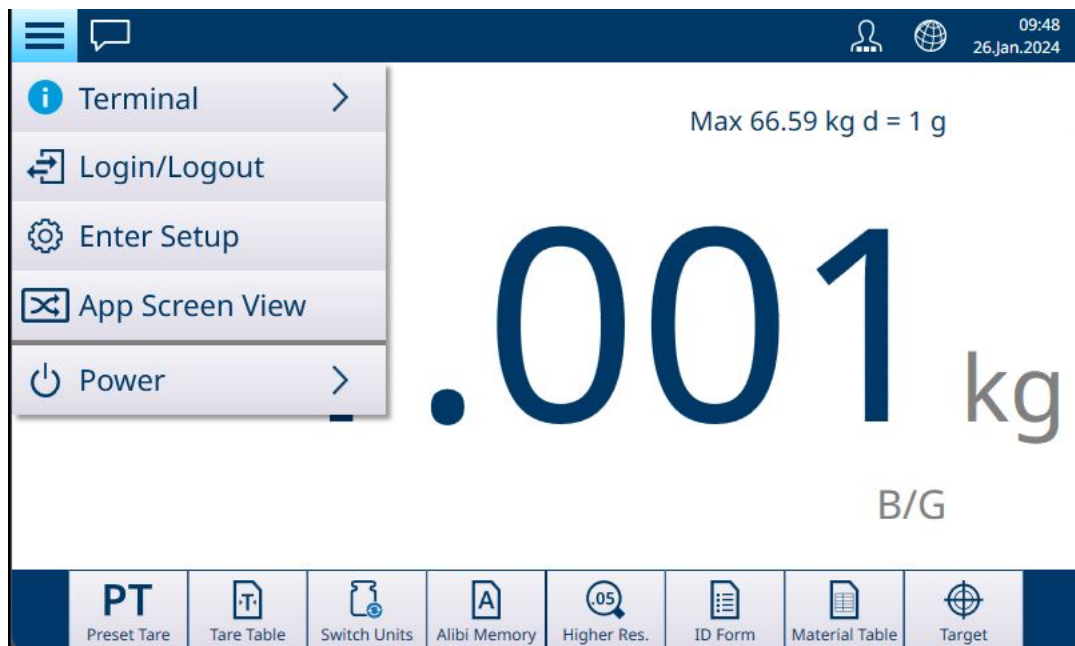 09:48
26.Jan.2024
Terminal
Login/Logout
Enter Setup
App Screen View
Power
Max 66.59 kg d = 1 g
.001 kg
B/G
PT
Preset Tare
T
Tare Table
Switch Units
A
Alibi Memory
.05
Higher Res.
ID Form
Material Table
Target